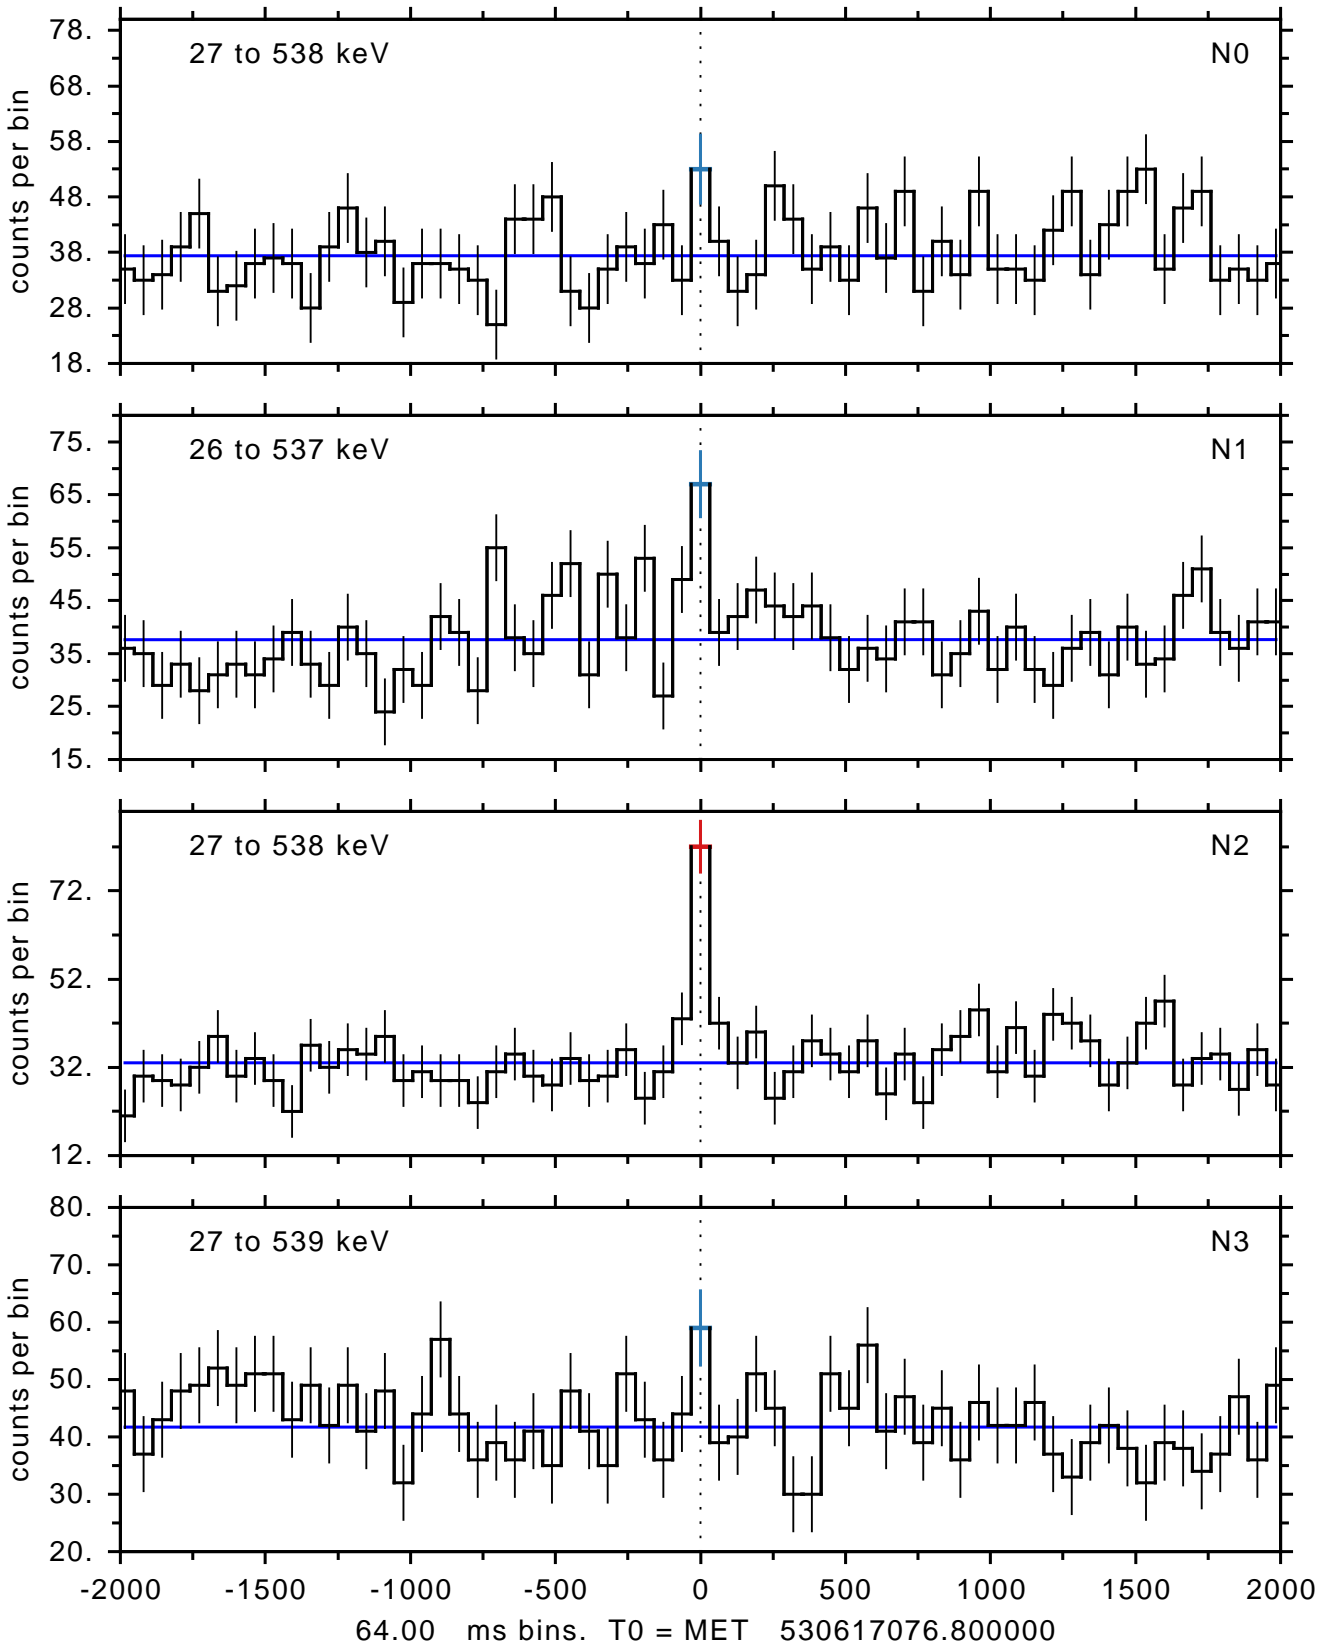 78.
27 to 538 keV N0
68.
58.
48.
38.
28.
18.
counts per bin
75.
26 to 537 keV N1
65.
55.
45.
35.
25.
15.
counts per bin
27 to 538 keV N2
72.
52.
32.
12.
counts per bin
80.
27 to 539 keV N3
70.
60.
50.
40.
30.
20.
counts per bin
-2000 -1500 -1000 -500 0 500 1000 1500 2000
64.00 ms bins. T0 = MET 530617076.800000